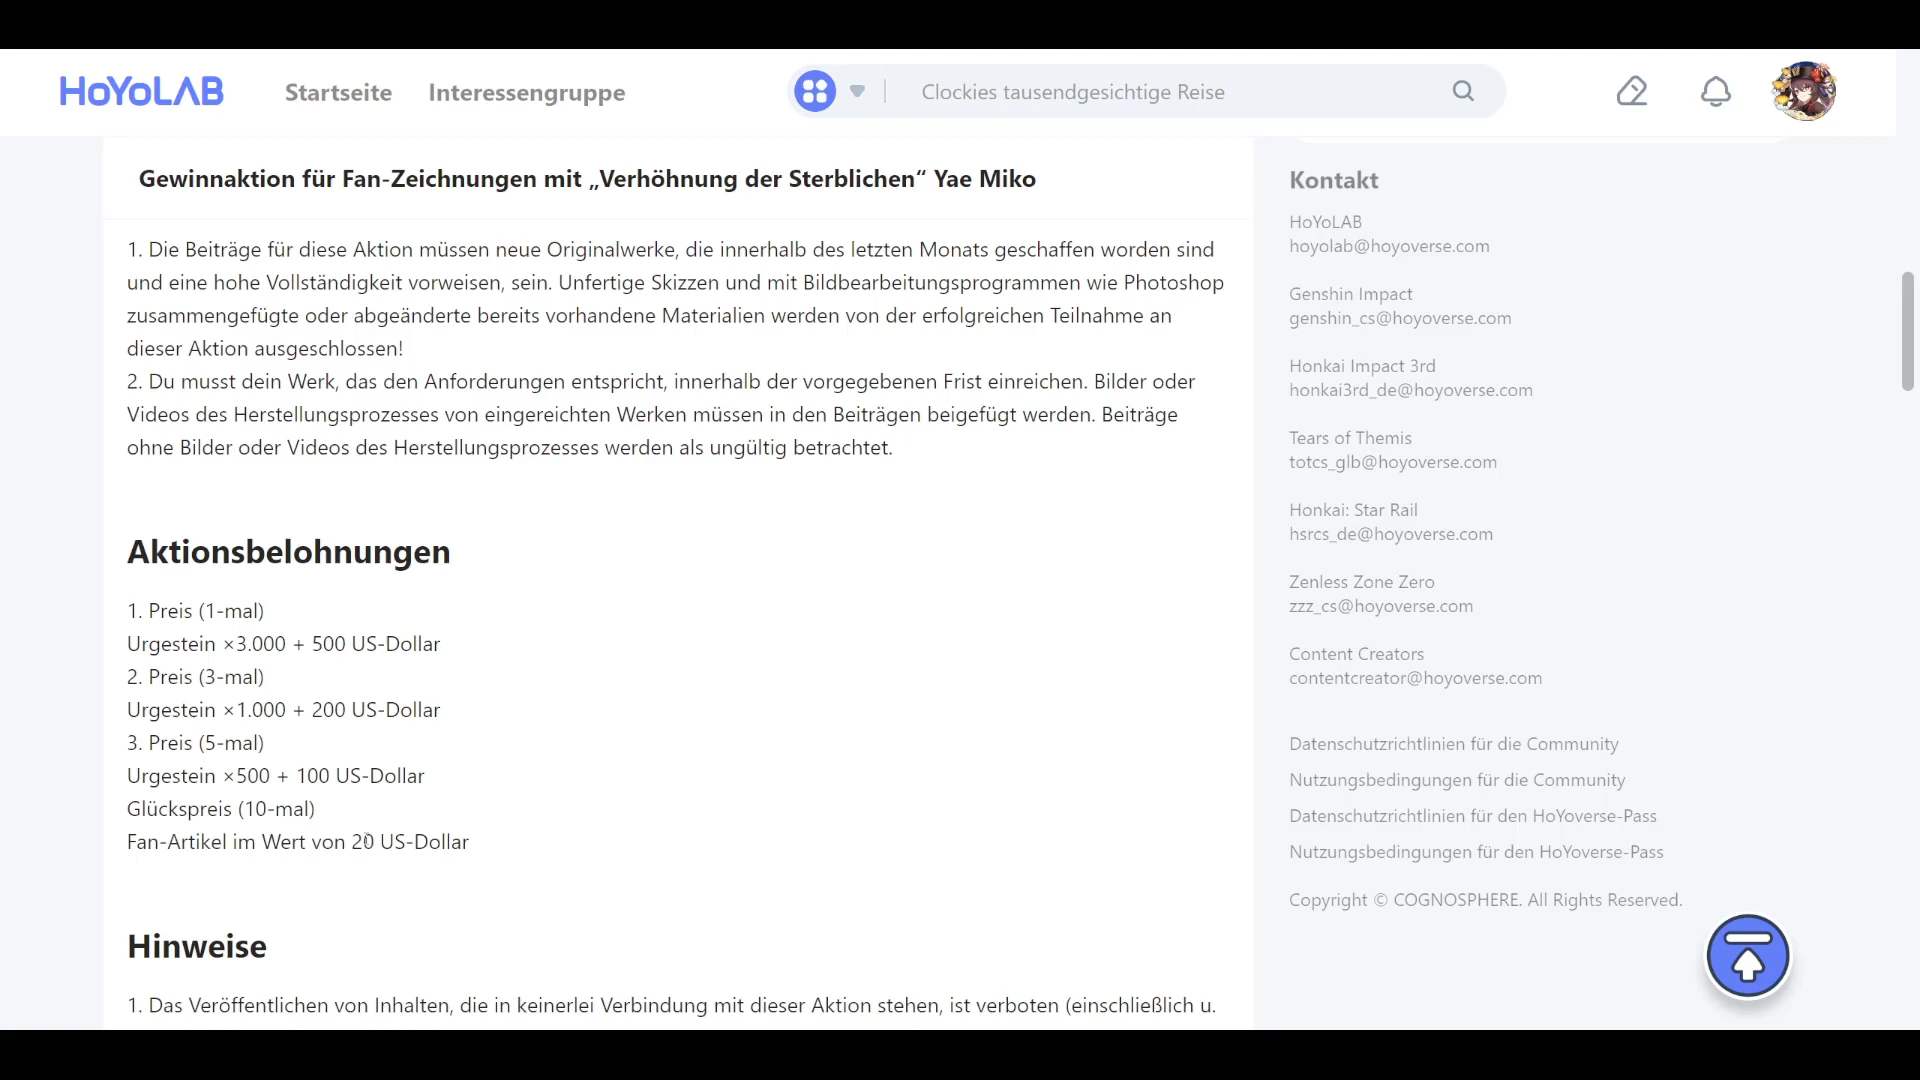 HoYoLAB
Startseite
Interessengruppe
Clockies tausendgesichtige Reise
Gewinnaktion für Fan-Zeichnungen mit „Verhöhnung der Sterblichen“ Yae Miko
1. Die Beiträge für diese Aktion müssen neue Originalwerke, die innerhalb des letzten Monats geschaffen worden sind
und eine hohe Vollständigkeit vorweisen, sein. Unfertige Skizzen und mit Bildbearbeitungsprogrammen wie Photoshop
zusammengefügte oder abgeänderte bereits vorhandene Materialien werden von der erfolgreichen Teilnahme an
dieser Aktion ausgeschlossen!
2. Du musst dein Werk, das den Anforderungen entspricht, innerhalb der vorgegebenen Frist einreichen. Bilder oder
Videos des Herstellungsprozesses von eingereichten Werken müssen in den Beiträgen beigefügt werden. Beiträge
ohne Bilder oder Videos des Herstellungsprozesses werden als ungültig betrachtet.
Aktionsbelohnungen
1. Preis (1-mal)
Urgestein ×3.000 + 500 US-Dollar
2. Preis (3-mal)
Urgestein ×1.000 + 200 US-Dollar
3. Preis (5-mal)
Urgestein ×500 + 100 US-Dollar
Glückspreis (10-mal)
Fan-Artikel im Wert von 20 US-Dollar
Hinweise
1. Das Veröffentlichen von Inhalten, die in keinerlei Verbindung mit dieser Aktion stehen, ist verboten (einschließlich u.
Kontakt
HoYoLAB
hoyolab@hoyoverse.com
Genshin Impact
genshin_cs@hoyoverse.com
Honkai Impact 3rd
honkai3rd_de@hoyoverse.com
Tears of Themis
totcs_glb@hoyoverse.com
Honkai: Star Rail
hsrcs_de@hoyoverse.com
Zenless Zone Zero
zzz_cs@hoyoverse.com
Content Creators
contentcreator@hoyoverse.com
Datenschutzrichtlinien für die Community
Nutzungsbedingungen für die Community
Datenschutzrichtlinien für den HoYoverse-Pass
Nutzungsbedingungen für den HoYoverse-Pass
Copyright © COGNOSPHERE. All Rights Reserved.